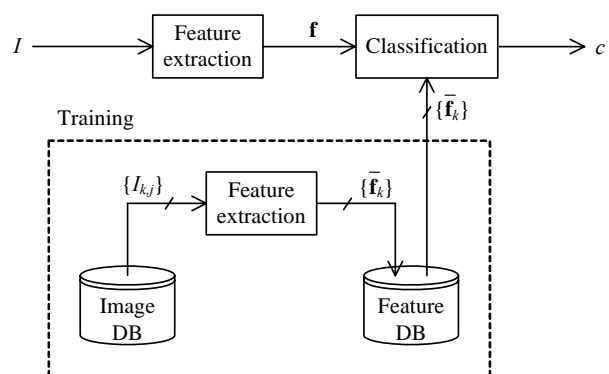 I
Feature
extraction
f
Classification
c
{f̄ₖ}
Training
{Iₖ,ⱼ}
Feature
extraction
{f̄ₖ}
Image
DB
Feature
DB